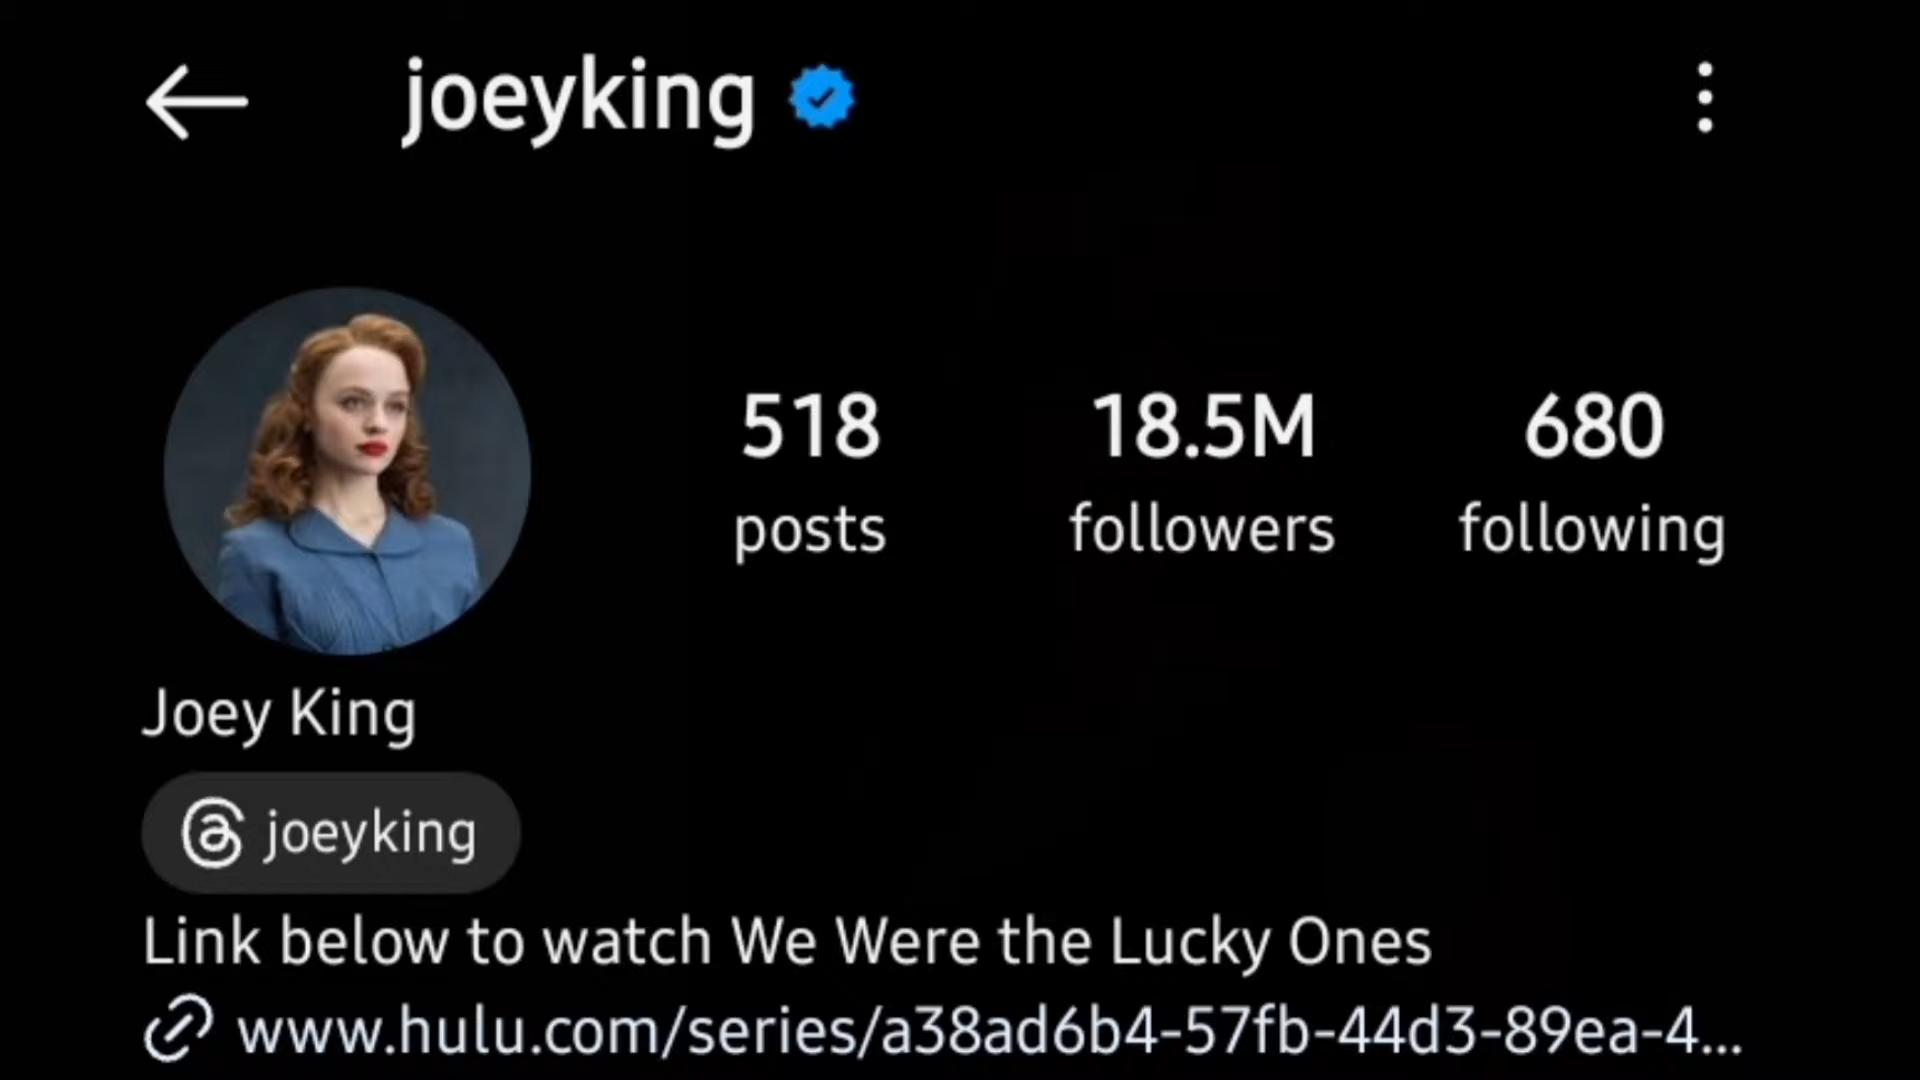 joeyking
518 18.5M 680
posts followers following
Joey King
joeyking
Link below to watch We Were the Lucky Ones
www.hulu.com/series/a38ad6b4-57fb-44d3-89ea-4...